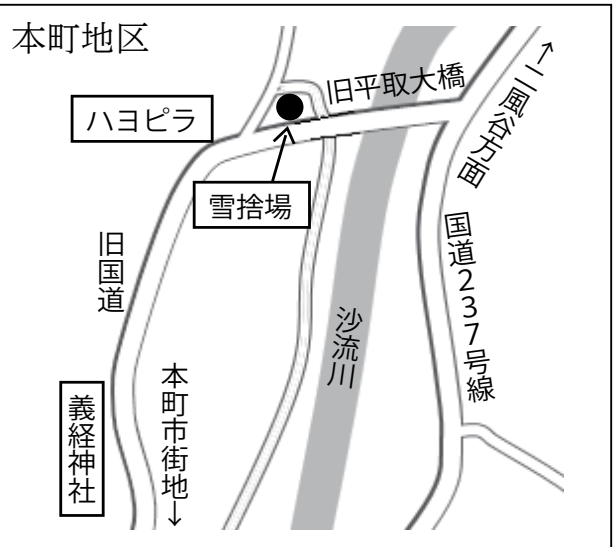 本町地区
旧平取大橋
↑二風谷方面
ハヨピラ
雪捨場
旧国道
国道237号線
沙流川
義経神社
本町市街地↓